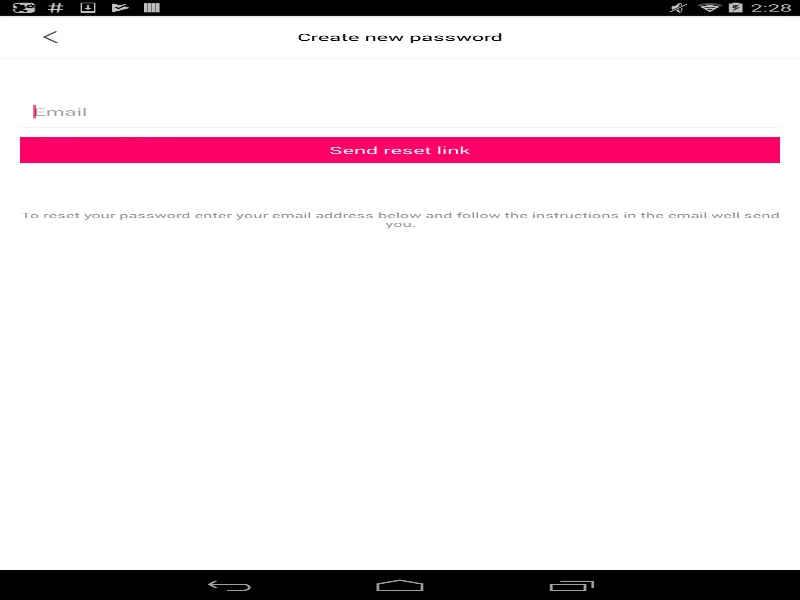 2:28
Create new password
Email
Send reset link
To reset your password enter your email address below and follow the instructions in the email well send
you.